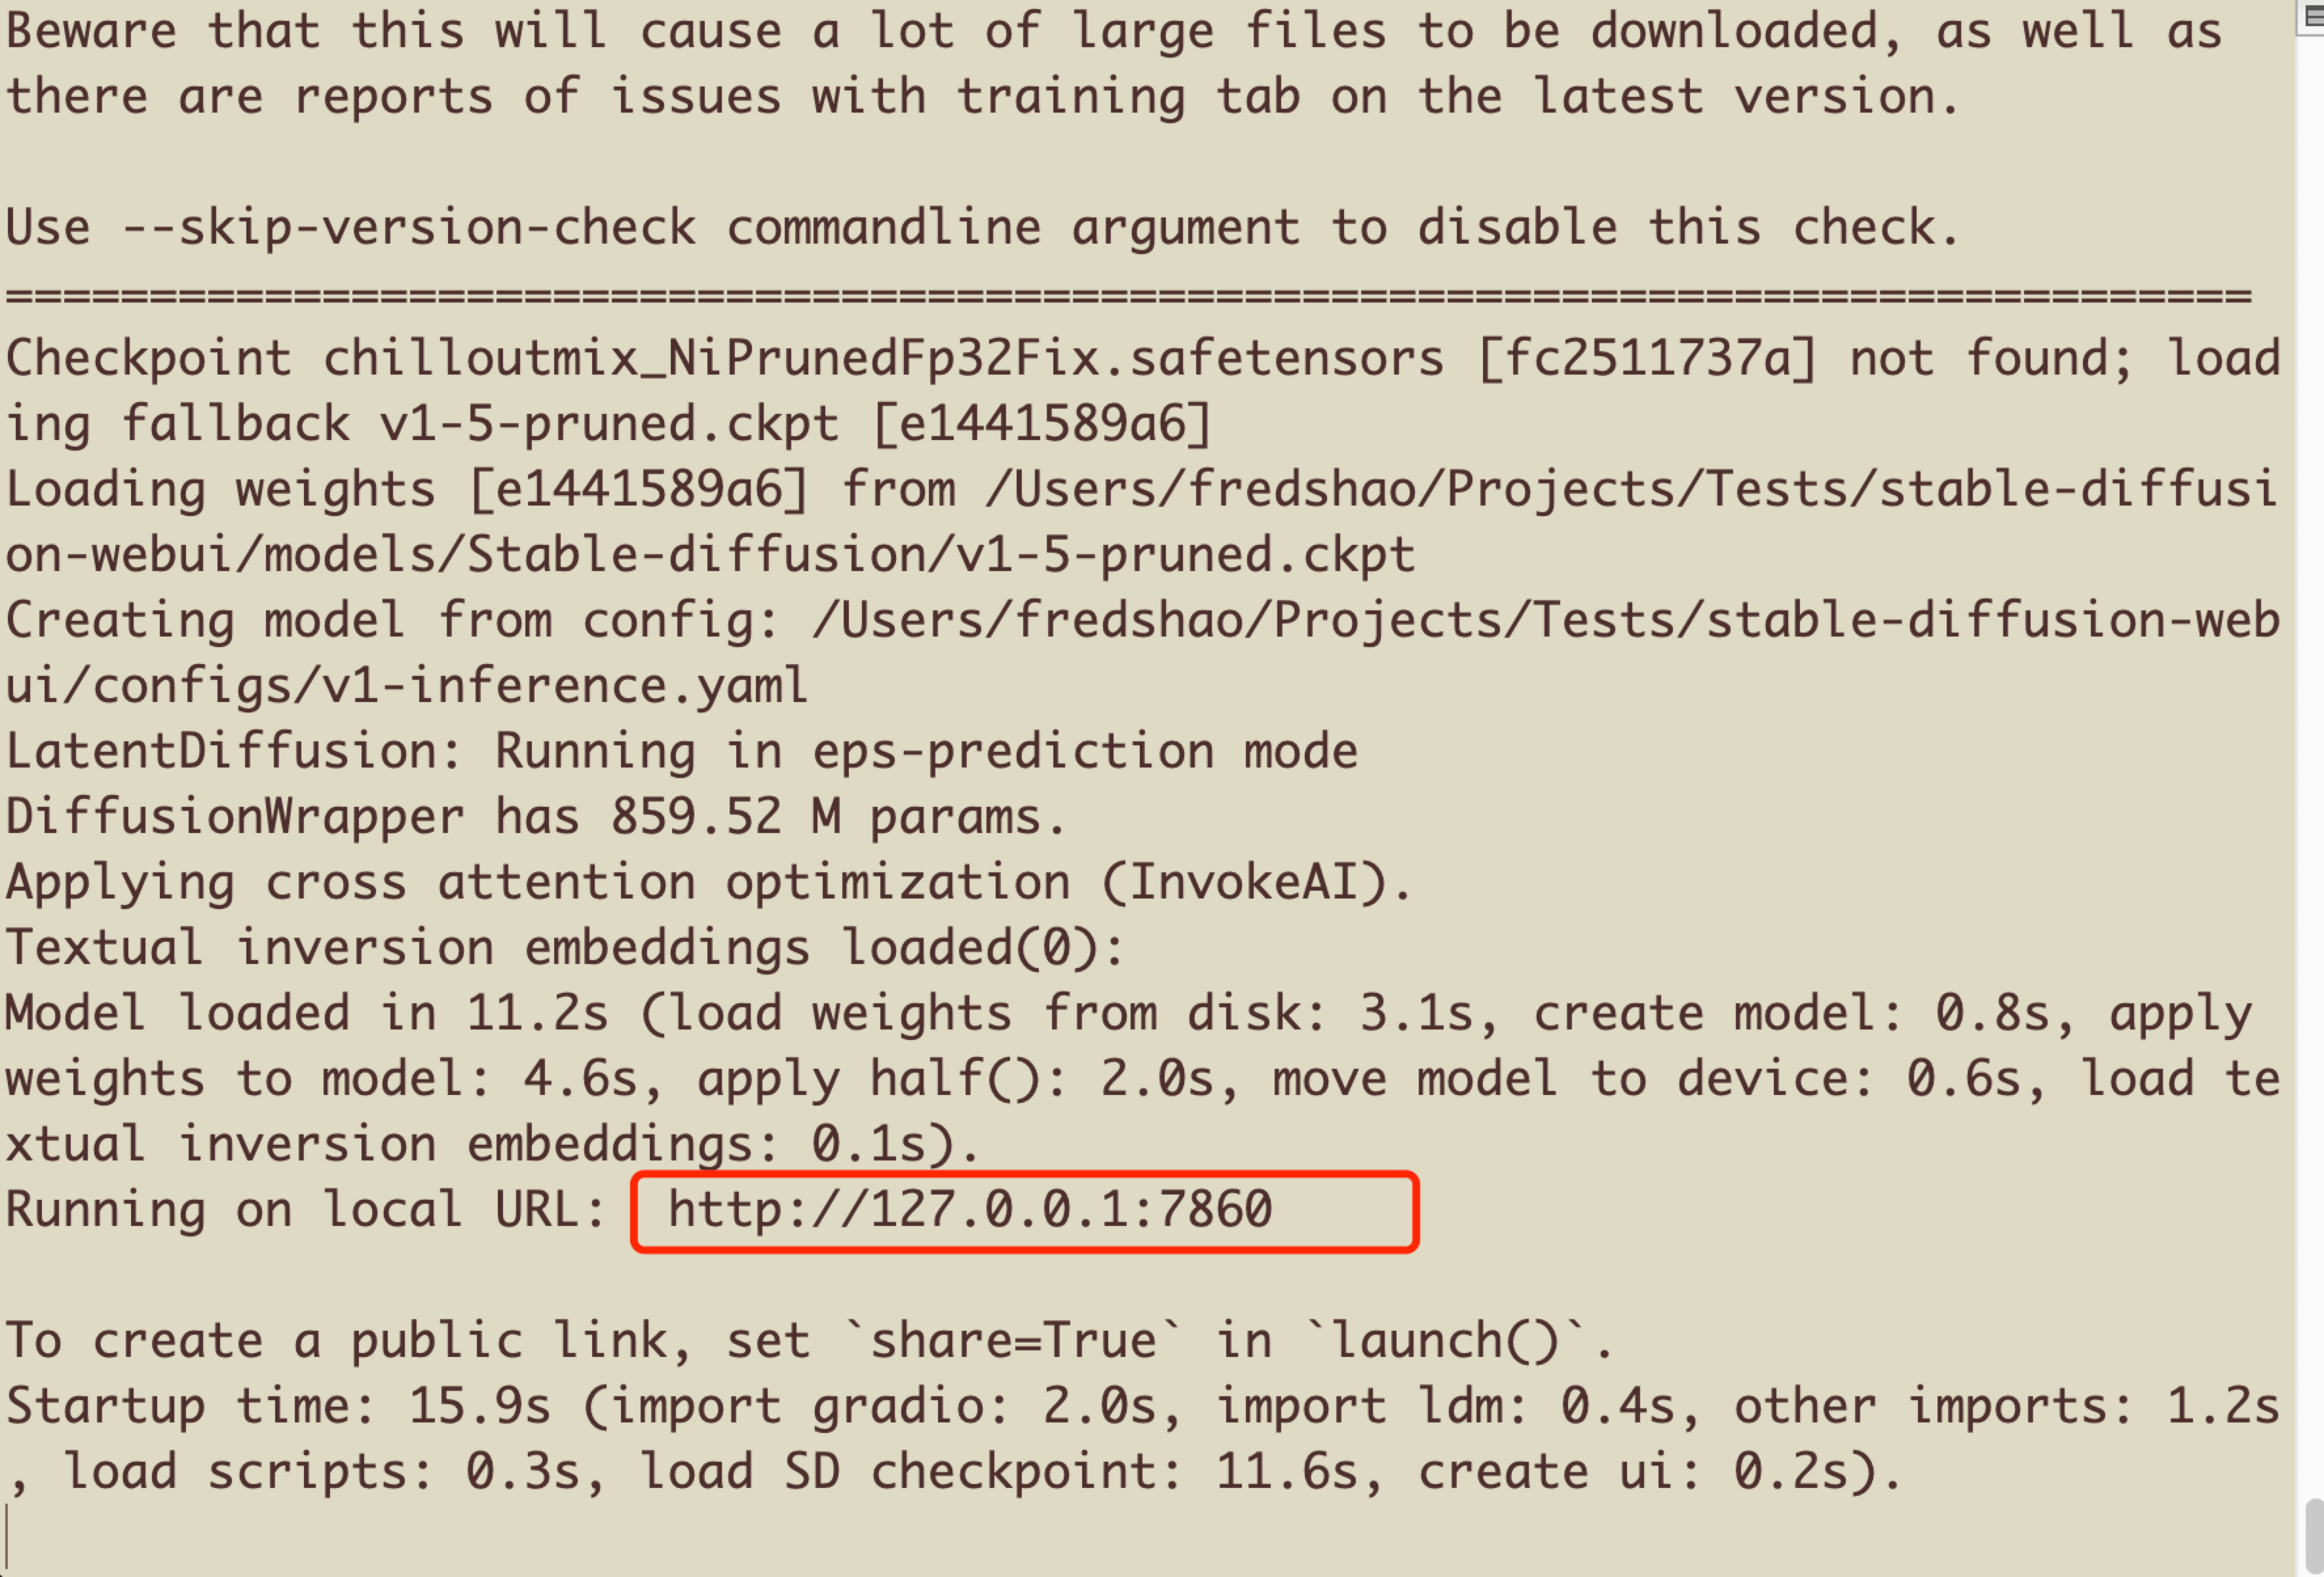 Beware that this will cause a lot of large files to be downloaded, as well as
there are reports of issues with training tab on the latest version.
Use --skip-version-check commandline argument to disable this check.
==============================================================================
Checkpoint chilloutmix_NiPrunedFp32Fix.safetensors [fc2511737a] not found; load
ing fallback v1-5-pruned.ckpt [e1441589a6]
Loading weights [e1441589a6] from /Users/fredshao/Projects/Tests/stable-diffusi
on-webui/models/Stable-diffusion/v1-5-pruned.ckpt
Creating model from config: /Users/fredshao/Projects/Tests/stable-diffusion-web
ui/configs/v1-inference.yaml
LatentDiffusion: Running in eps-prediction mode
DiffusionWrapper has 859.52 M params.
Applying cross attention optimization (InvokeAI).
Textual inversion embeddings loaded(0):
Model loaded in 11.2s (load weights from disk: 3.1s, create model: 0.8s, apply
weights to model: 4.6s, apply half(): 2.0s, move model to device: 0.6s, load te
xtual inversion embeddings: 0.1s).
Running on local URL:  http://127.0.0.1:7860
To create a public link, set `share=True` in `launch()`.
Startup time: 15.9s (import gradio: 2.0s, import ldm: 0.4s, other imports: 1.2s
, load scripts: 0.3s, load SD checkpoint: 11.6s, create ui: 0.2s).